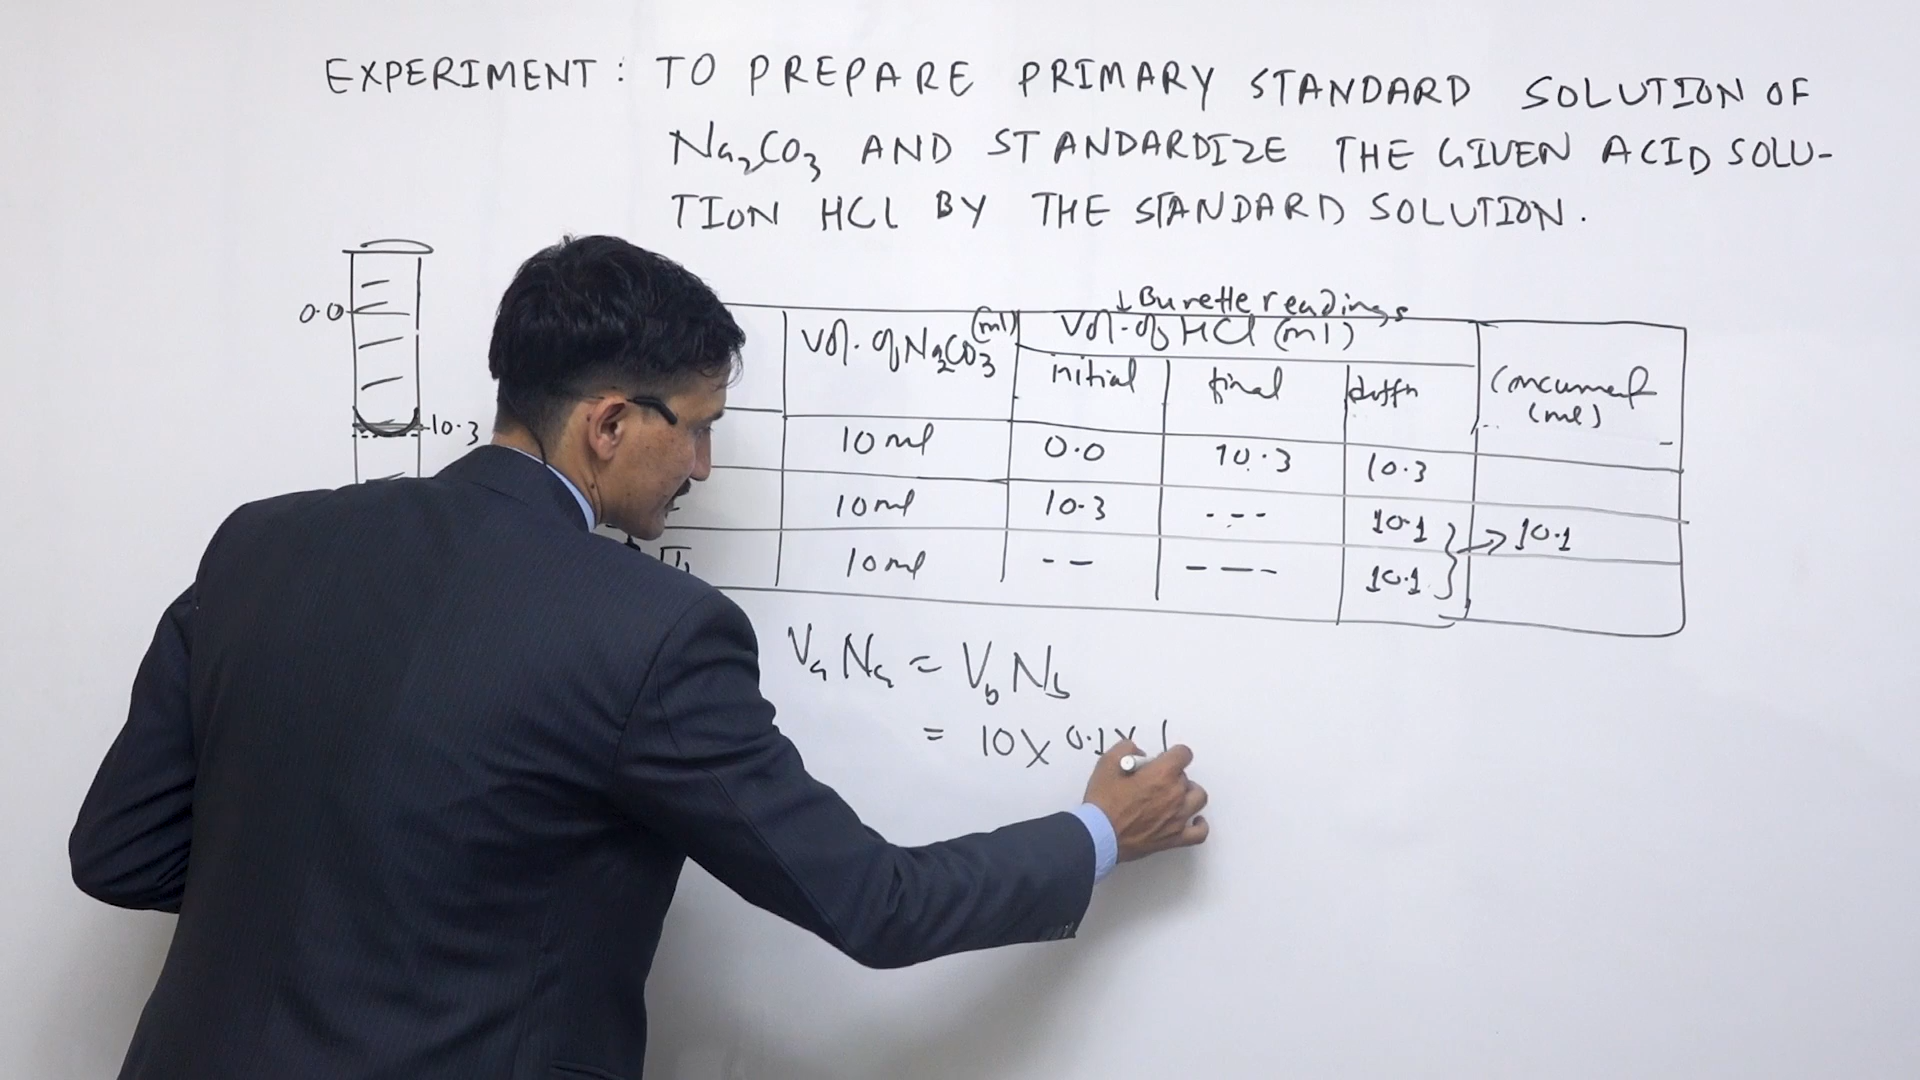 EXPERIMENT : TO PREPARE PRIMARY STANDARD SOLUTION OF
Na₂CO₃ AND STANDARDIZE THE GIVEN ACID SOLU-
TION HCl BY THE STANDARD SOLUTION.
0.0
10.3
↓ Burette readings
Vol. of Na₂CO₃ (ml)
Vol. of HCl (ml)
initial final diffn
(ml)
10 ml 0.0 10.3 10.3
10 ml 10.3 --- 10.1
→ 10.1
10 ml -- ---- 10.1
VaNa = VbNb
= 10 X 0.1 X